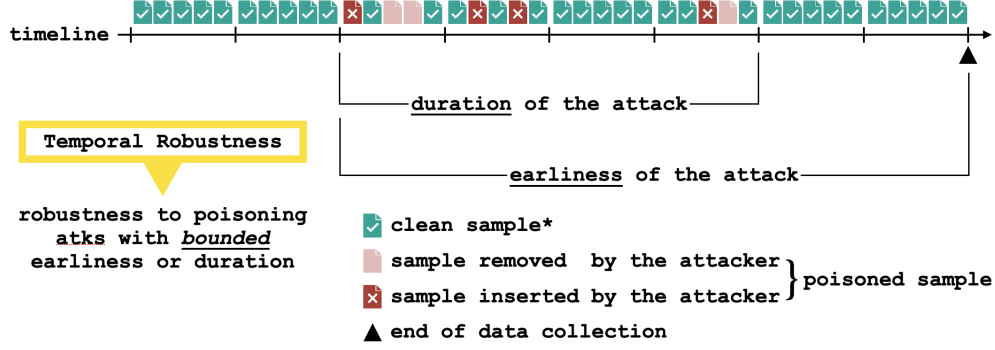 timeline
duration of the attack
Temporal Robustness
earliness of the attack
robustness to poisoning
atks with bounded
earliness or duration
clean sample*
sample removed by the attacker
sample inserted by the attacker
poisoned sample
end of data collection